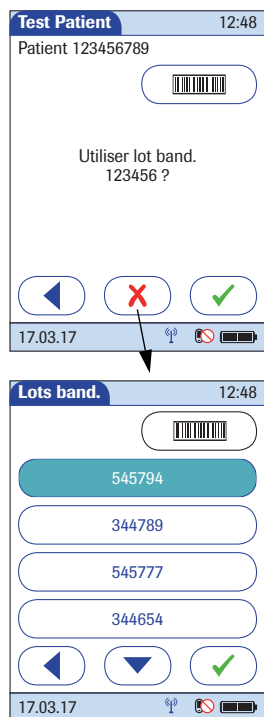 Test Patient 12:48
Patient 123456789
Utiliser lot band.
123456 ?
17.03.17
Lots band. 12:48
545794
344789
545777
344654
17.03.17